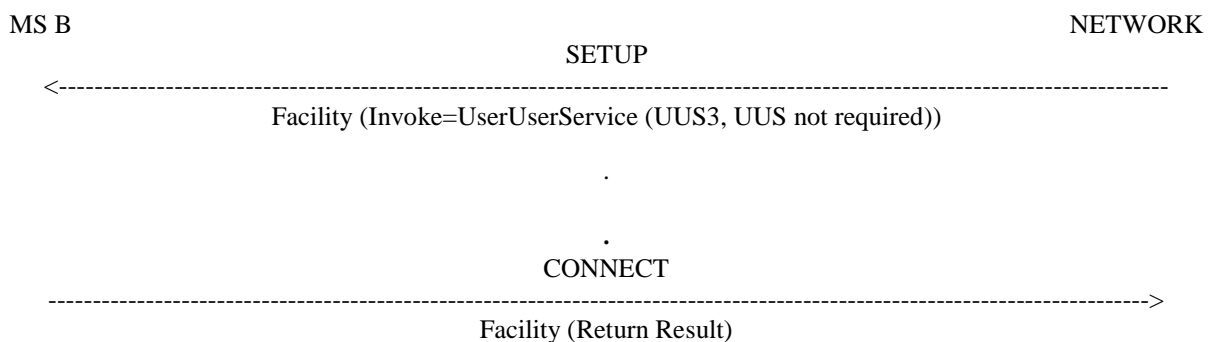 MS B NETWORK
SETUP
<------------------------------------------------------------------------------------------------------------------------------
Facility (Invoke=UserUserService (UUS3, UUS not required))
.
.
CONNECT
----------------------------------------------------------------------------------------------------------------------------->
Facility (Return Result)